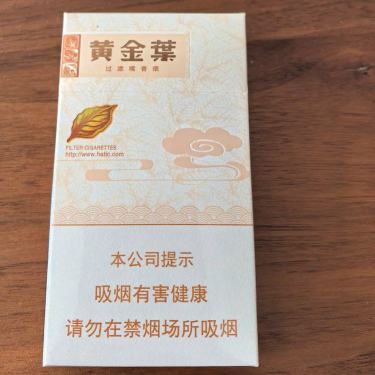 黄金葉
过滤嘴香烟
FILTER CIGARETTES
http://www.hatic.com
本公司提示
吸烟有害健康
请勿在禁烟场所吸烟